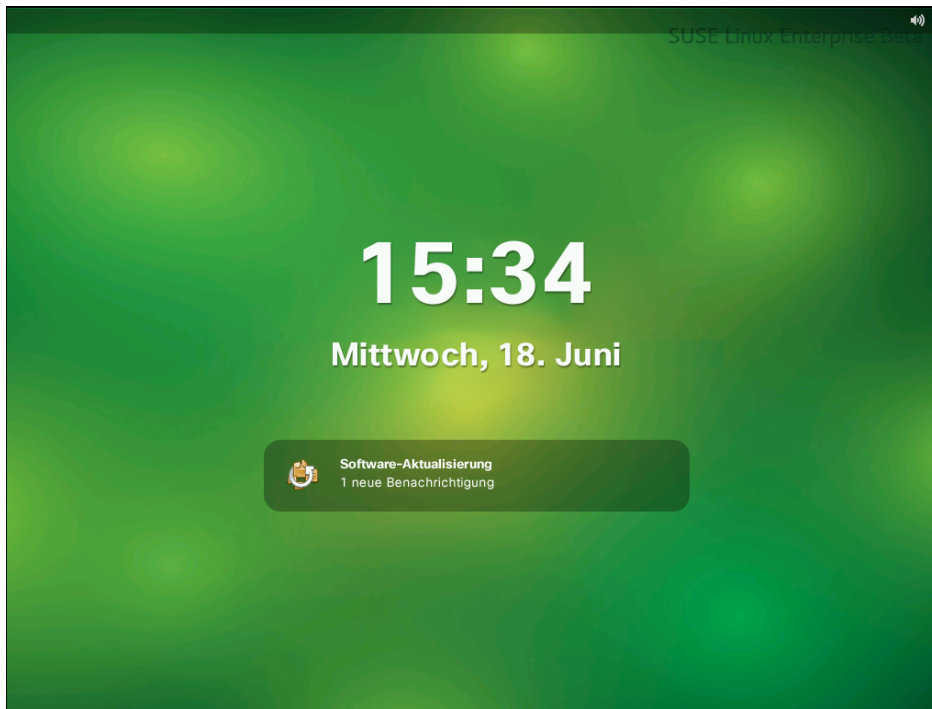 SUSE Linux Enterprise Beta
15:34
Mittwoch, 18. Juni
Software-Aktualisierung
1 neue Benachrichtigung